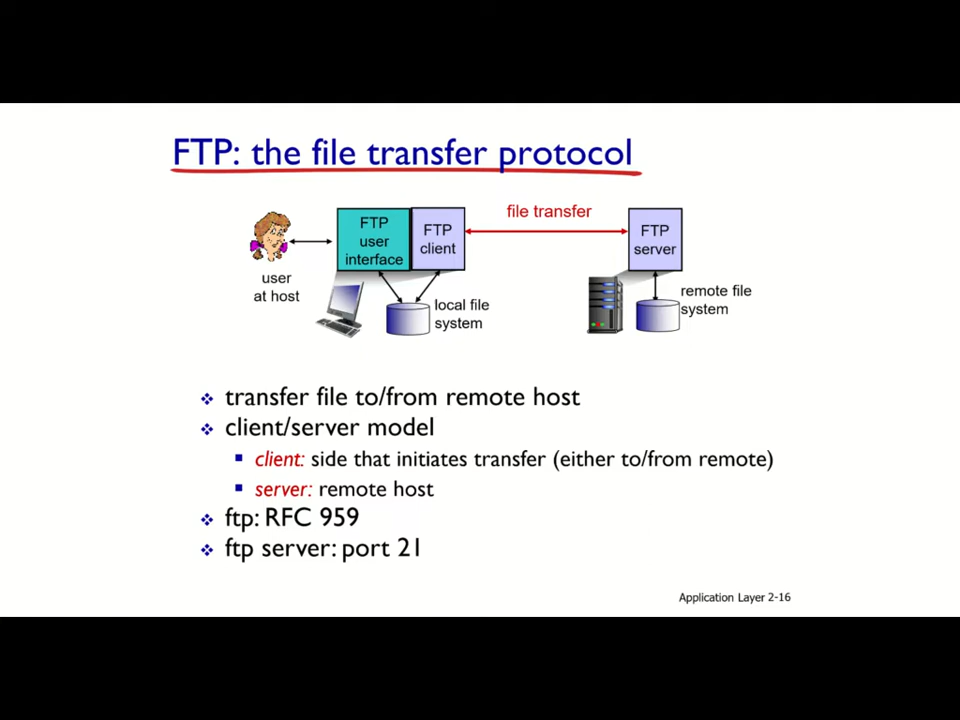 FTP: the file transfer protocol
file transfer
FTP
user
interface
FTP
client
FTP
server
user
at host
local file
system
remote file
system
transfer file to/from remote host
client/server model
client: side that initiates transfer (either to/from remote)
server: remote host
ftp: RFC 959
ftp server: port 21
Application Layer 2-16